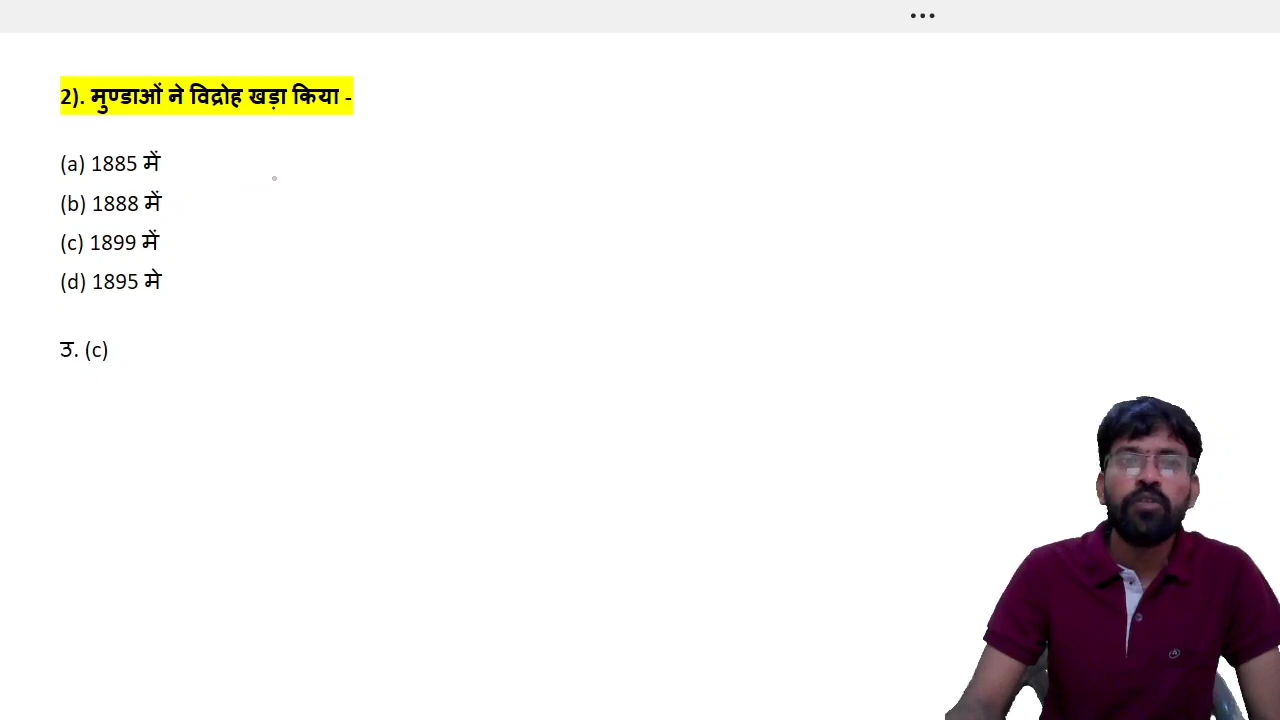 2). मुण्डाओं ने विद्रोह खड़ा किया -
(a) 1885 में
(b) 1888 में
(c) 1899 में
(d) 1895 मे
उ. (c)